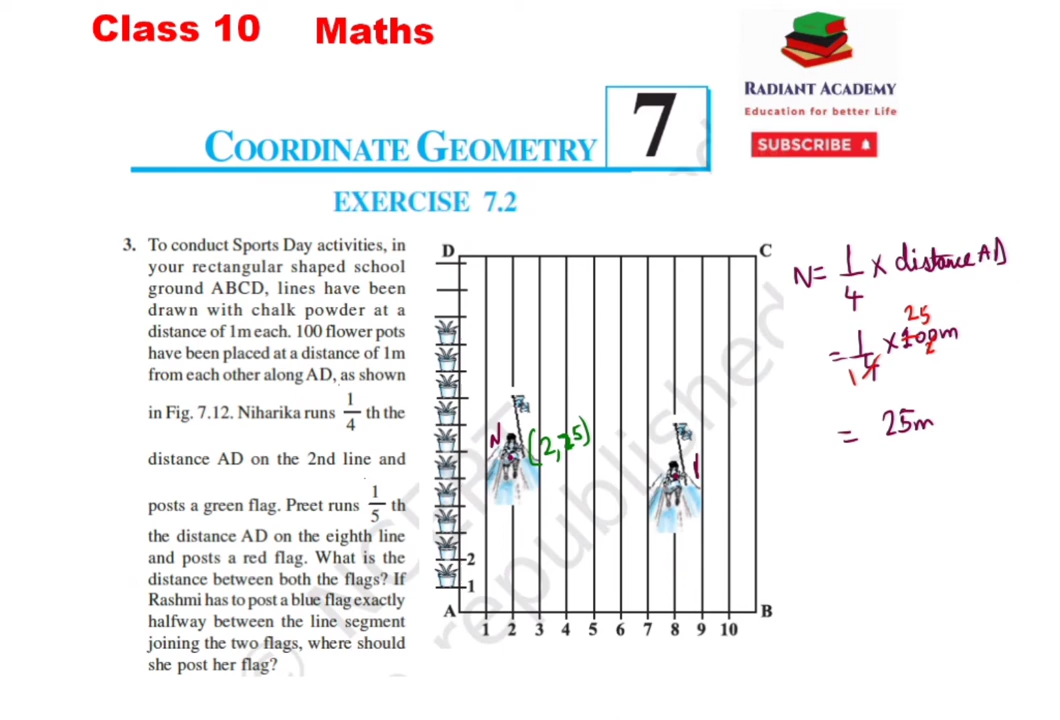 Class 10 Maths
RADIANT ACADEMY
Education for better Life
SUBSCRIBE
7
COORDINATE GEOMETRY
EXERCISE 7.2
3. To conduct Sports Day activities, in
your rectangular shaped school
ground ABCD, lines have been
drawn with chalk powder at a
distance of 1m each. 100 flower pots
have been placed at a distance of 1m
from each other along AD, as shown
in Fig. 7.12. Niharika runs 1/4 th the
distance AD on the 2nd line and
posts a green flag. Preet runs 1/5 th
the distance AD on the eighth line
and posts a red flag. What is the
distance between both the flags? If
Rashmi has to post a blue flag exactly
halfway between the line segment
joining the two flags, where should
she post her flag?
D C
N (2,25)
2
1
A B
1 2 3 4 5 6 7 8 9 10
N = 1/4 × distance AD
25
= 1/4 × 100m
1
= 25m
© NCERT
republished